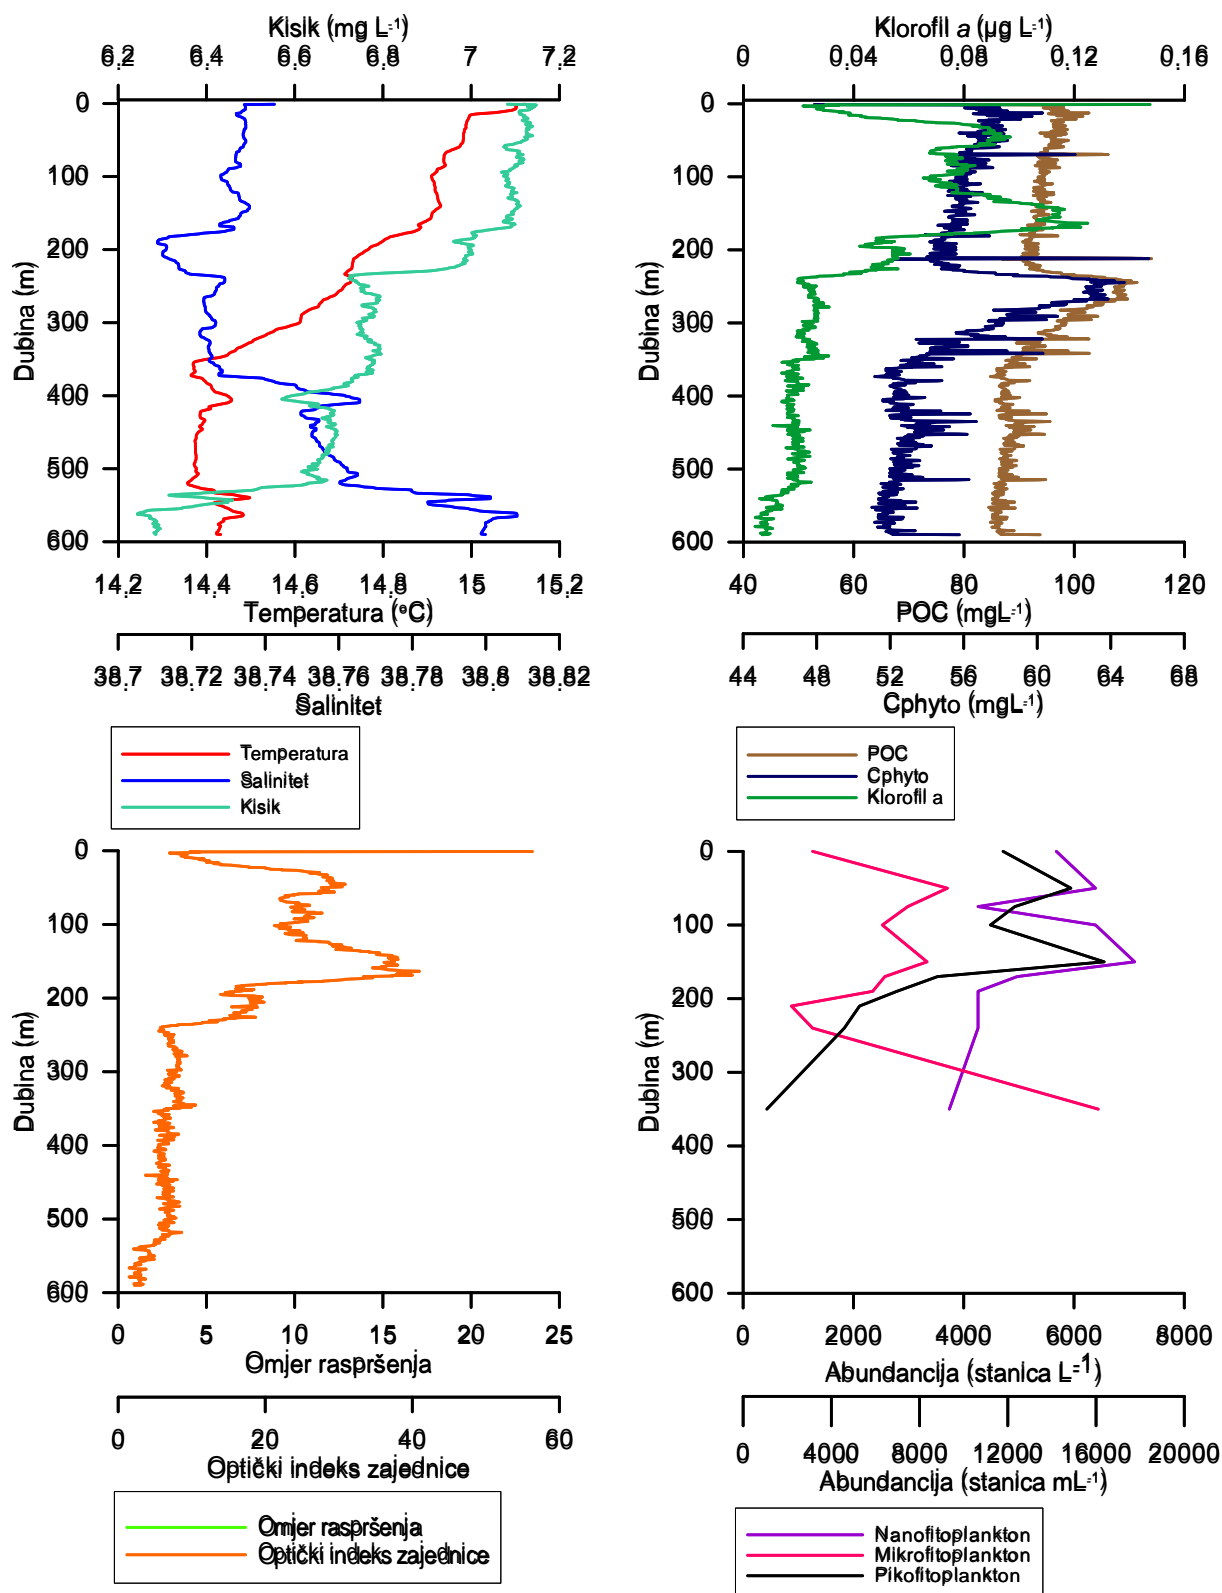 Kisik (mg L-1)
6.2 6.4 6.6 6.8 7 7.2
0
100
200
300
400
500
600
Dubina (m)
14.2 14.4 14.6 14.8 15 15.2
Temperatura (°C)
38.7 38.72 38.74 38.76 38.78 38.8 38.82
Salinitet
Temperatura
Salinitet
Kisik
Klorofil a (µg L-1)
0 0.04 0.08 0.12 0.16
0
100
200
300
400
500
600
Dubina (m)
40 60 80 100 120
POC (mgL-1)
44 48 52 56 60 64 68
Cphyto (mgL-1)
POC
Cphyto
Klorofil a
0
100
200
300
400
500
600
Dubina (m)
0 5 10 15 20 25
Omjer raspršenja
0 20 40 60
Optički indeks zajednice
Omjer raspršenja
Optički indeks zajednice
0
100
200
300
400
500
600
Dubina (m)
0 2000 4000 6000 8000
Abundancija (stanica L-1)
0 4000 8000 12000 16000 20000
Abundancija (stanica mL-1)
Nanofitoplankton
Mikrofitoplankton
Pikofitoplankton